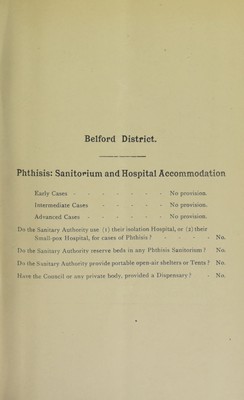 Belford District.
Phthisis: Sanitorium and Hospital Accommodation
Early Cases - - - - - - No provision.
Intermediate Cases - - - - - No provision.
Advanced Cases - - - - - No provision.
Do the Sanitary Authority use (1) their isolation Hospital, or (2) their
Small-pox Hospital, for cases of Phthisis? - - - - No.
Do the Sanitary Authority reserve beds in any Phthisis Sanitorium? No.
Do the Sanitary Authority provide portable open-air shelters or Tents? No.
Have the Council or any private body, provided a Dispensary? - No.